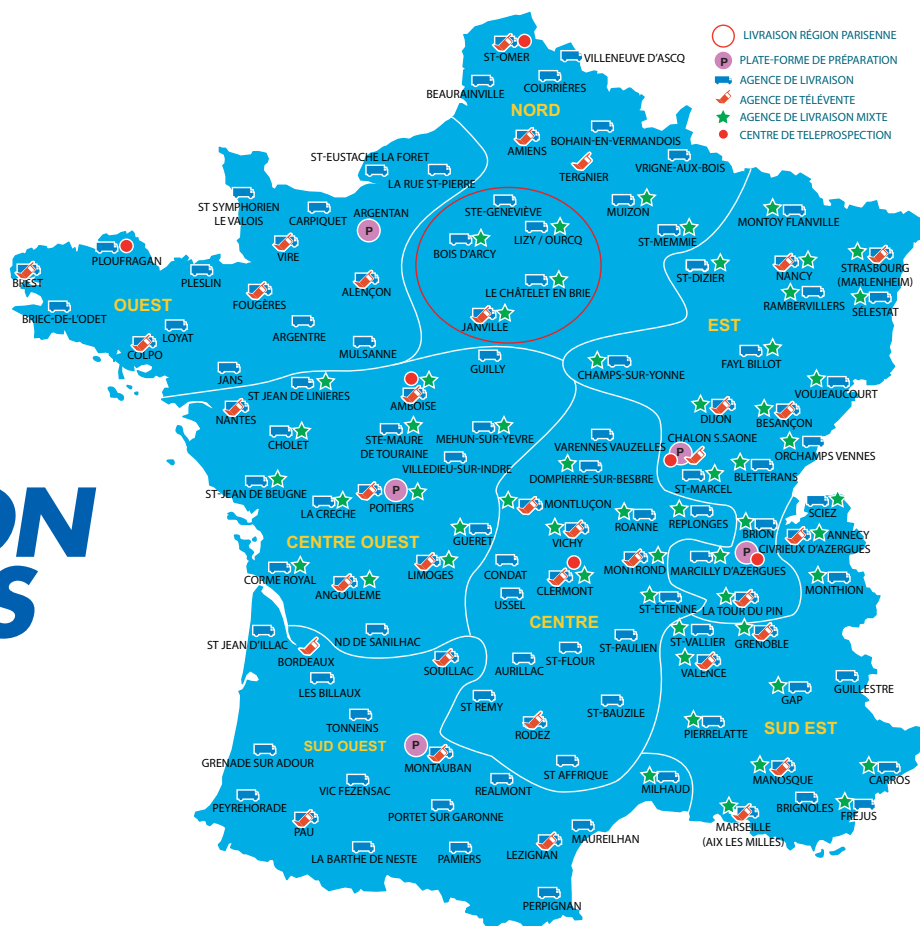 LIVRAISON RÉGION PARISENNE
P PLATE-FORME DE PRÉPARATION
AGENCE DE LIVRAISON
AGENCE DE TÉLÉVENTE
AGENCE DE LIVRAISON MIXTE
CENTRE DE TELEPROSPECTION
ST-OMER
VILLENEUVE D'ASCQ
BEAURAINVILLE
COURRIÈRES
NORD
AMIENS
BOHAIN-EN-VERMANDOIS
TERGNIER
VRIGNE-AUX-BOIS
ST-EUSTACHE LA FORET
LA RUE ST-PIERRE
ST SYMPHORIEN
LE VALOIS
CARPIQUET
ARGENTAN
P
VIRE
STE-GENEVIÈVE
LIZY / OURCQ
BOIS D'ARCY
MUIZON
ST-MEMMIE
MONTOY FLANVILLE
PLOUFRAGAN
BREST
PLESLIN
FOUGERES
ALENÇON
LE CHÂTELET EN BRIE
JANVILLE
ST-DIZIER
NANCY
STRASBOURG
(MARLENHEIM)
RAMBERVILLERS
SÉLESTAT
OUEST
BRIEC-DE-L'ODET
LOYAT
COLPO
ARGENTRE
MULSANNE
EST
JANS
GUILLY
CHAMPS-SUR-YONNE
FAYL BILLOT
VOUJEAUCOURT
ST JEAN DE LINIERES
AMBOISE
NANTES
DIJON
BESANÇON
CHOLET
STE-MAURE
DE TOURAINE
MEHUN-SUR-YEVRE
VARENNES VAUZELLES
CHALON S.SAONE
P
ORCHAMPS VENNES
VILLEDIEU-SUR-INDRE
DOMPIERRE-SUR-BESBRE
ST-MARCEL
BLETTERANS
ST-JEAN DE BEUGNE
LA CRECHE
P
POITIERS
MONTLUÇON
ON
S
CENTRE OUEST
GUERET
VICHY
ROANNE
REPLONGES
BRION
SCIEZ
ANNECY
P
CIVRIEUX D'AZERGUES
CORME ROYAL
ANGOULEME
LIMOGES
CONDAT
CLERMONT
MONTROND
MARCILLY D'AZERGUES
MONTHION
USSEL
ST-ETIENNE
LA TOUR DU PIN
CENTRE
ST JEAN D'ILLAC
BORDEAUX
ND DE SANILHAC
SOUILLAC
AURILLAC
ST-FLOUR
ST-PAULIEN
ST-VALLIER
GRENOBLE
VALENCE
LES BILLAUX
ST REMY
ST-BAUZILE
GAP
GUILLESTRE
TONNEINS
RODEZ
PIERRELATTE
SUD EST
SUD OUEST
P
MONTAUBAN
GRENADE SUR ADOUR
VIC FEZENSAC
REALMONT
ST AFFRIQUE
MILHAUD
MANOSQUE
CARROS
PEYREHORADE
PAU
PORTET SUR GARONNE
BRIGNOLES
FREJUS
MARSEILLE
(AIX LES MILLES)
LA BARTHE DE NESTE
PAMIERS
LEZIGNAN
MAUREILHAN
PERPIGNAN